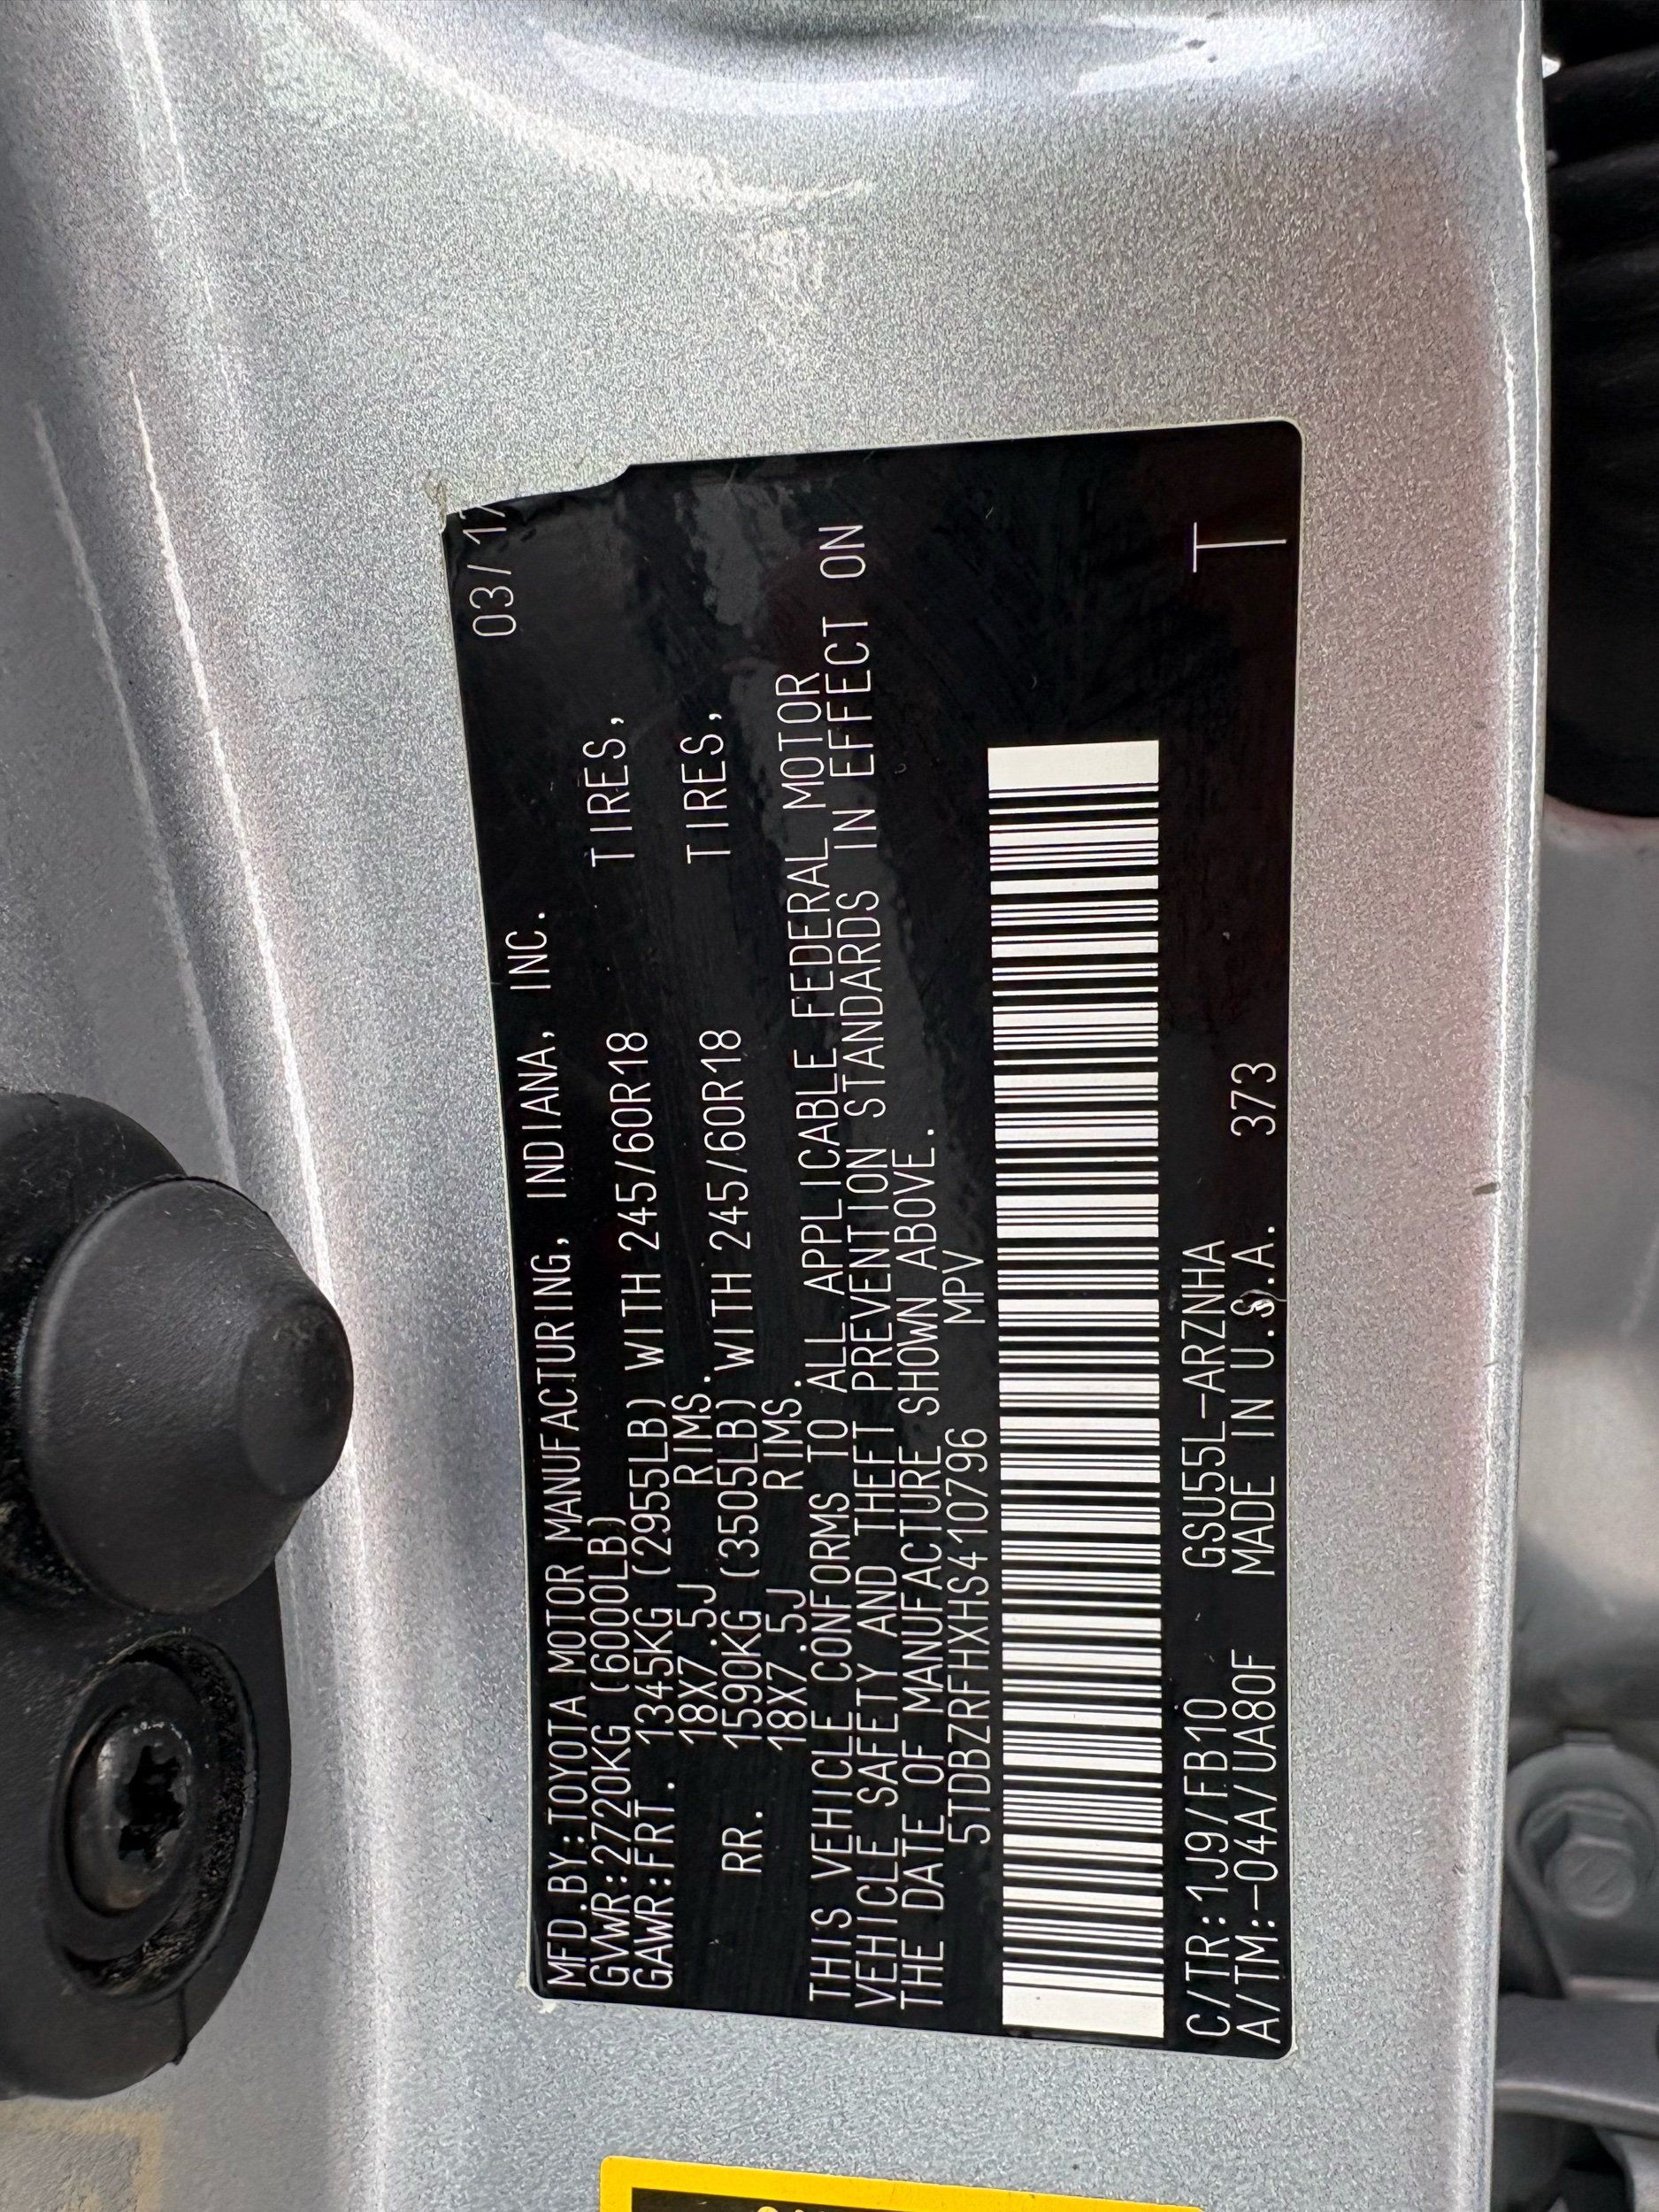 03/17
MFD.BY:TOYOTA MOTOR MANUFACTURING, INDIANA, INC.
GVWR:2720KG (6000LB)
GAWR:FRT. 1345KG (2955LB) WITH 245/60R18 TIRES,
18X7.5J RIMS.
RR. 1590KG (3505LB) WITH 245/60R18 TIRES,
18X7.5J RIMS.
THIS VEHICLE CONFORMS TO ALL APPLICABLE FEDERAL MOTOR
VEHICLE SAFETY AND THEFT PREVENTION STANDARDS IN EFFECT ON
THE DATE OF MANUFACTURE SHOWN ABOVE.
5TDBZRFHXHS410796 MPV
C/TR:1J9/FB10 GSU55L-ARZNHA
A/TM:-04A/UA80F MADE IN U.S.A. 373
T